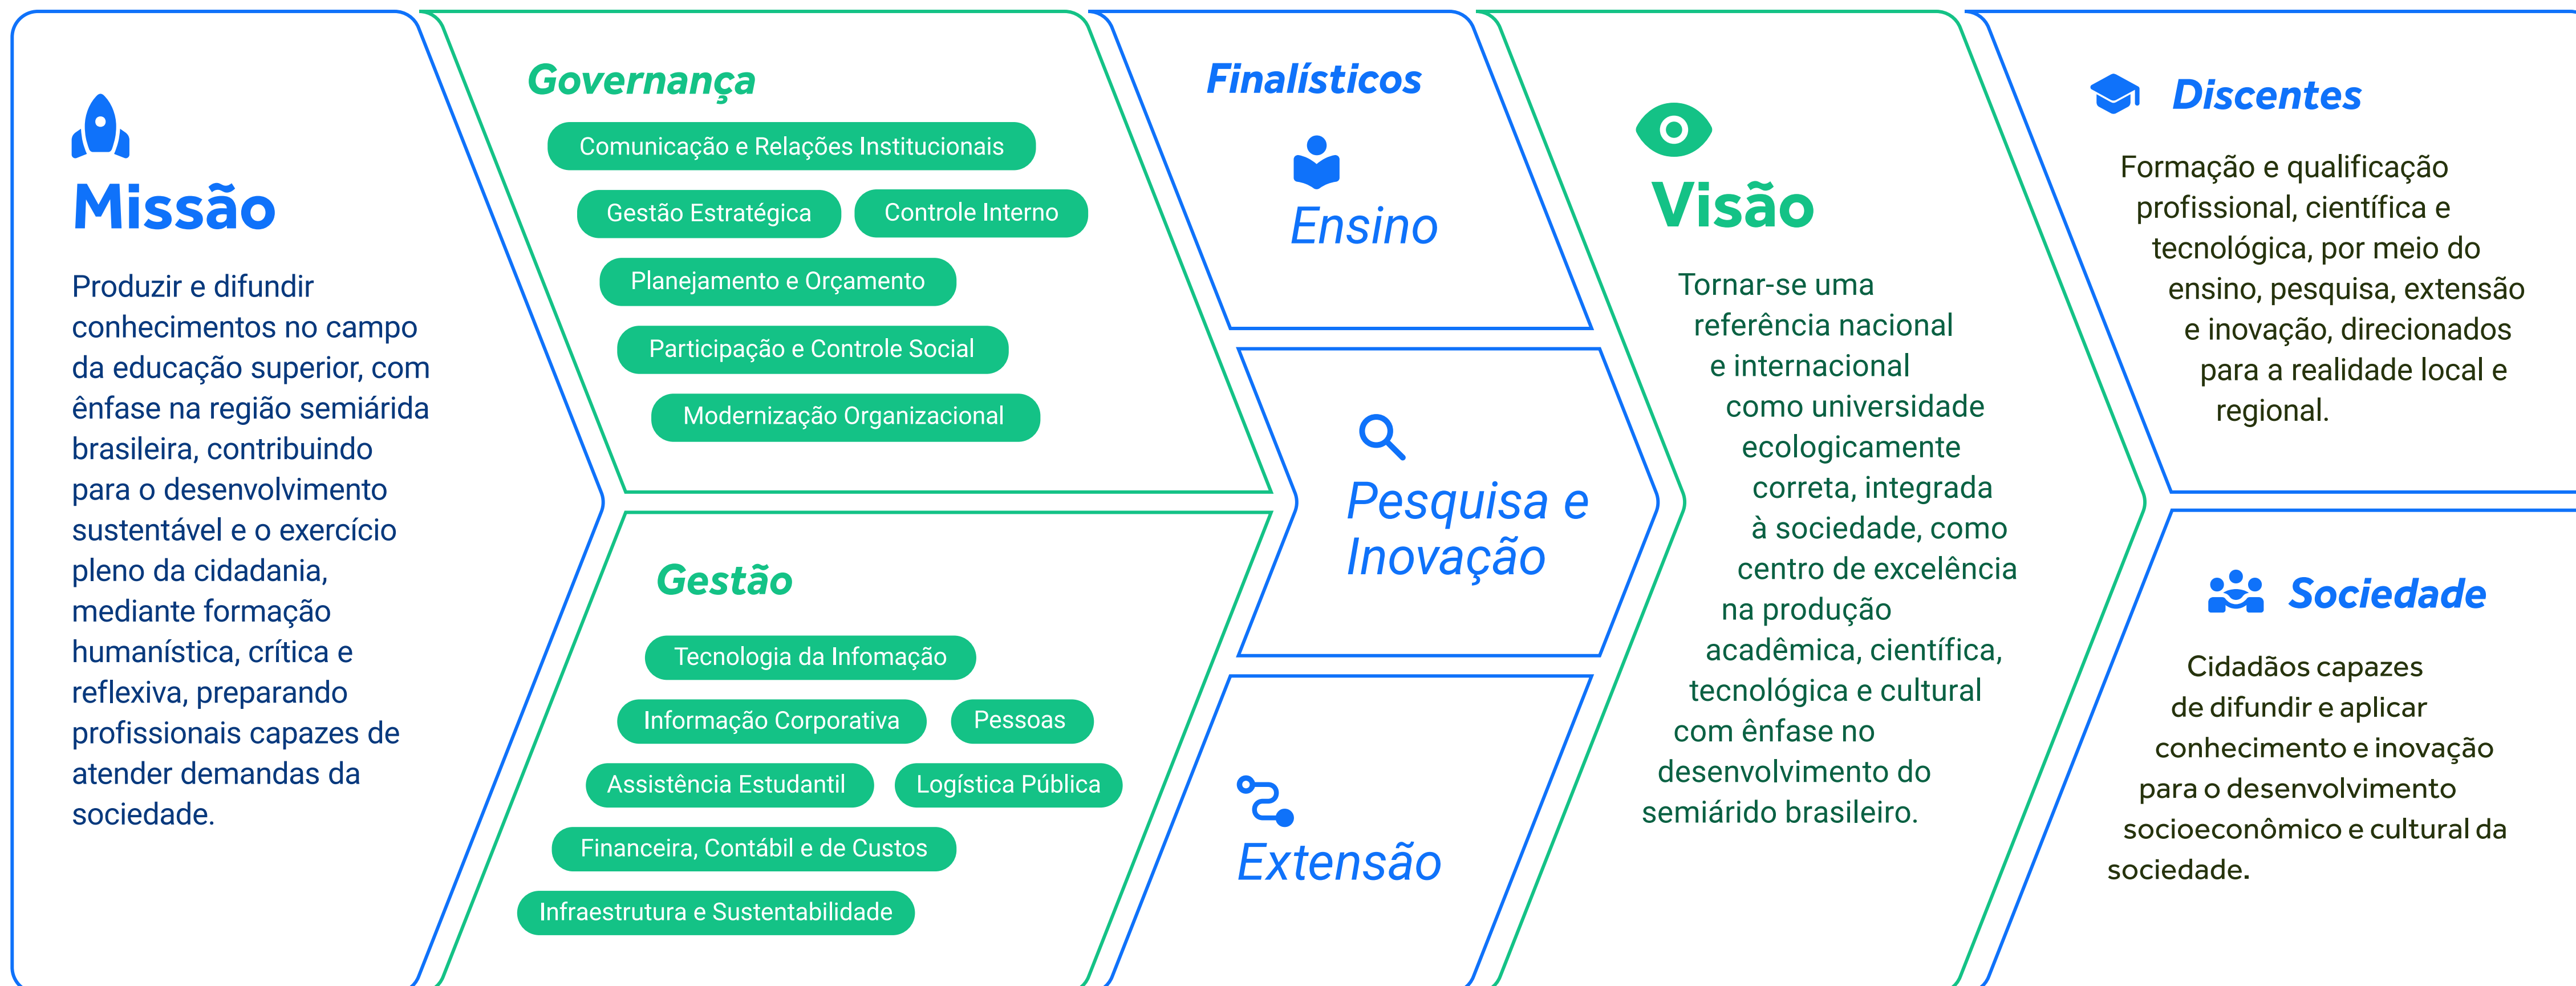 Missão
Produzir e difundir
conhecimentos no campo
da educação superior, com
ênfase na região semiárida
brasileira, contribuindo
para o desenvolvimento
sustentável e o exercício
pleno da cidadania,
mediante formação
humanística, crítica e
reflexiva, preparando
profissionais capazes de
atender demandas da
sociedade.
Governança
Comunicação e Relações Institucionais
Gestão Estratégica
Controle Interno
Planejamento e Orçamento
Participação e Controle Social
Modernização Organizacional
Gestão
Tecnologia da Infomação
Informação Corporativa
Pessoas
Assistência Estudantil
Logística Pública
Financeira, Contábil e de Custos
Infraestrutura e Sustentabilidade
Finalísticos
Ensino
Pesquisa e
Inovação
Extensão
Visão
Tornar-se uma
referência nacional
e internacional
como universidade
ecologicamente
correta, integrada
à sociedade, como
centro de excelência
na produção
acadêmica, científica,
tecnológica e cultural
com ênfase no
desenvolvimento do
semiárido brasileiro.
Discentes
Formação e qualificação
profissional, científica e
tecnológica, por meio do
ensino, pesquisa, extensão
e inovação, direcionados
para a realidade local e
regional.
Sociedade
Cidadãos capazes
de difundir e aplicar
conhecimento e inovação
para o desenvolvimento
socioeconômico e cultural da
sociedade.